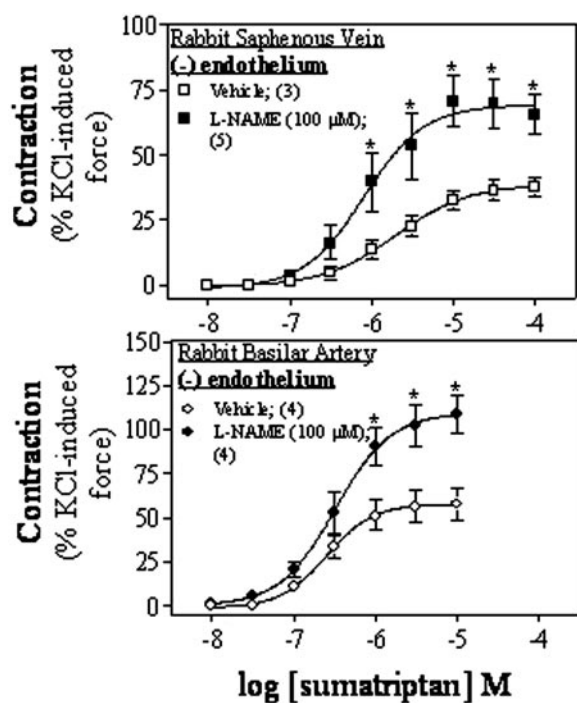 100
Rabbit Saphenous Vein
(-) endothelium
Vehicle; (3)
L-NAME (100 µM);
(5)
* * * * * *
75
50
25
0
Contraction
(% KCl-induced
force)
-8 -7 -6 -5 -4
150
Rabbit Basilar Artery
(-) endothelium
Vehicle; (4)
L-NAME (100 µM);
(4)
* * *
125
100
75
50
25
0
Contraction
(% KCl-induced
force)
-8 -7 -6 -5 -4
log [sumatriptan] M